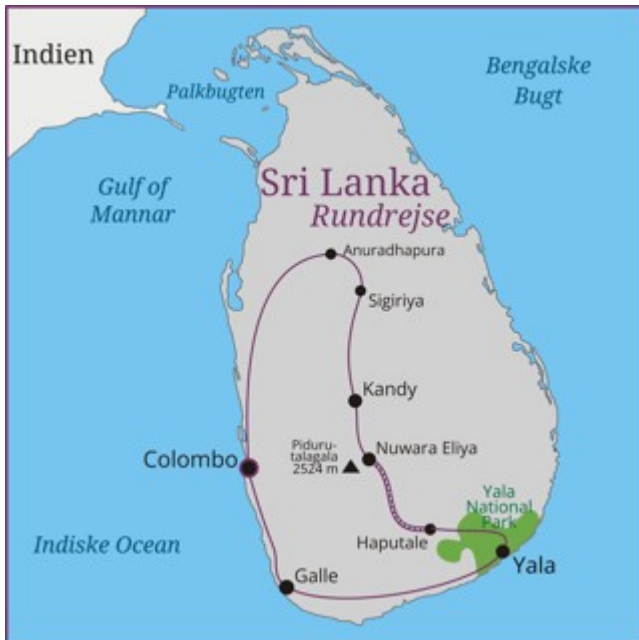 Indien
Palkbugten
Bengalske
Bugt
Gulf of
Mannar
Sri Lanka
Rundrejse
Anuradhapura
Sigiriya
Kandy
Piduru-
talagala
2524 m
Nuwara Eliya
Colombo
Yala
National
Park
Haputale
Indiske Ocean
Yala
Galle